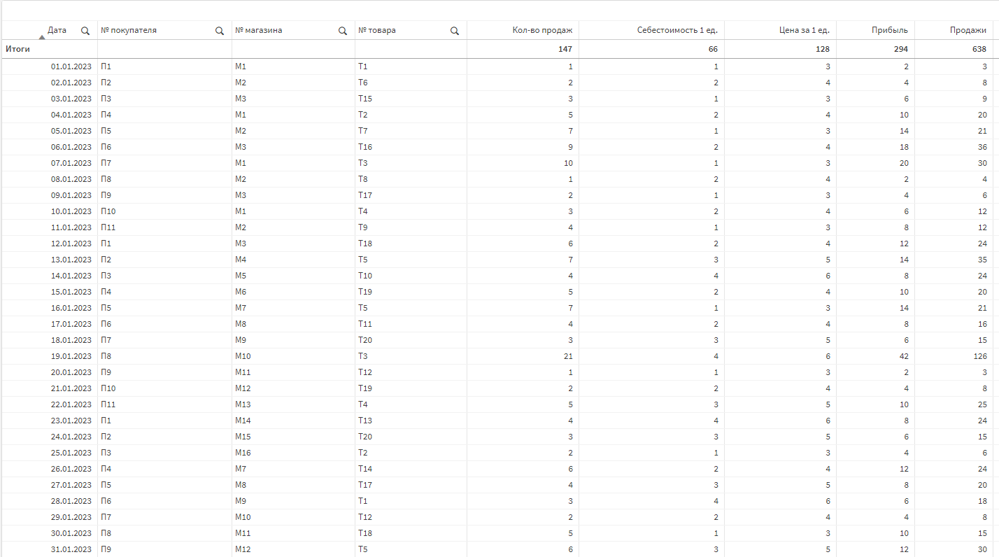 Дата № покупателя № магазина № товара Кол-во продаж Себестоимость 1 ед. Цена за 1 ед. Прибыль Продажи
Итоги 147 66 128 294 638
01.01.2023 П1 М1 Т1 1 1 3 2 3
02.01.2023 П2 М2 Т6 2 2 4 4 8
03.01.2023 П3 М3 Т15 3 1 3 6 9
04.01.2023 П4 М1 Т2 5 2 4 10 20
05.01.2023 П5 М2 Т7 7 1 3 14 21
06.01.2023 П6 М3 Т16 9 2 4 18 36
07.01.2023 П7 М1 Т3 10 1 3 20 30
08.01.2023 П8 М2 Т8 1 2 4 2 4
09.01.2023 П9 М3 Т17 2 1 3 4 6
10.01.2023 П10 М1 Т4 3 2 4 6 12
11.01.2023 П11 М2 Т9 4 1 3 8 12
12.01.2023 П1 М3 Т18 6 2 4 12 24
13.01.2023 П2 М4 Т5 7 3 5 14 35
14.01.2023 П3 М5 Т10 4 4 6 8 24
15.01.2023 П4 М6 Т19 5 2 4 10 20
16.01.2023 П5 М7 Т5 7 1 3 14 21
17.01.2023 П6 М8 Т11 4 2 4 8 16
18.01.2023 П7 М9 Т20 3 3 5 6 15
19.01.2023 П8 М10 Т3 21 4 6 42 126
20.01.2023 П9 М11 Т12 1 1 3 2 3
21.01.2023 П10 М12 Т19 2 2 4 4 8
22.01.2023 П11 М13 Т4 5 3 5 10 25
23.01.2023 П1 М14 Т13 4 4 6 8 24
24.01.2023 П2 М15 Т20 3 3 5 6 15
25.01.2023 П3 М16 Т2 2 1 3 4 6
26.01.2023 П4 М7 Т14 6 2 4 12 24
27.01.2023 П5 М8 Т17 4 3 5 8 20
28.01.2023 П6 М9 Т1 3 4 6 6 18
29.01.2023 П7 М10 Т12 2 2 4 4 8
30.01.2023 П8 М11 Т18 5 1 3 10 15
31.01.2023 П9 М12 Т5 6 3 5 12 30